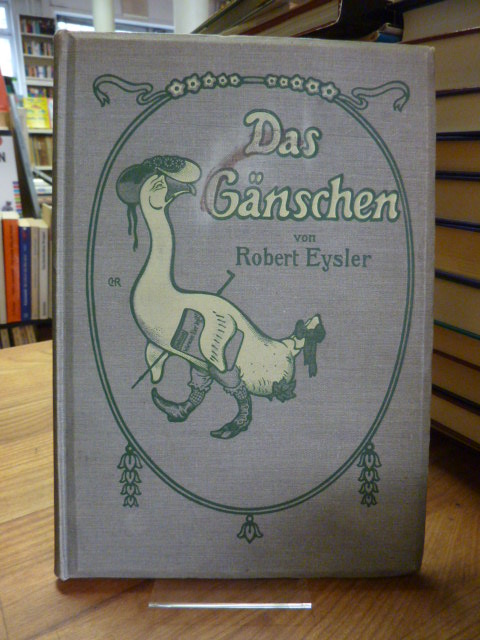 Das
Gänschen
von
Robert Eysler